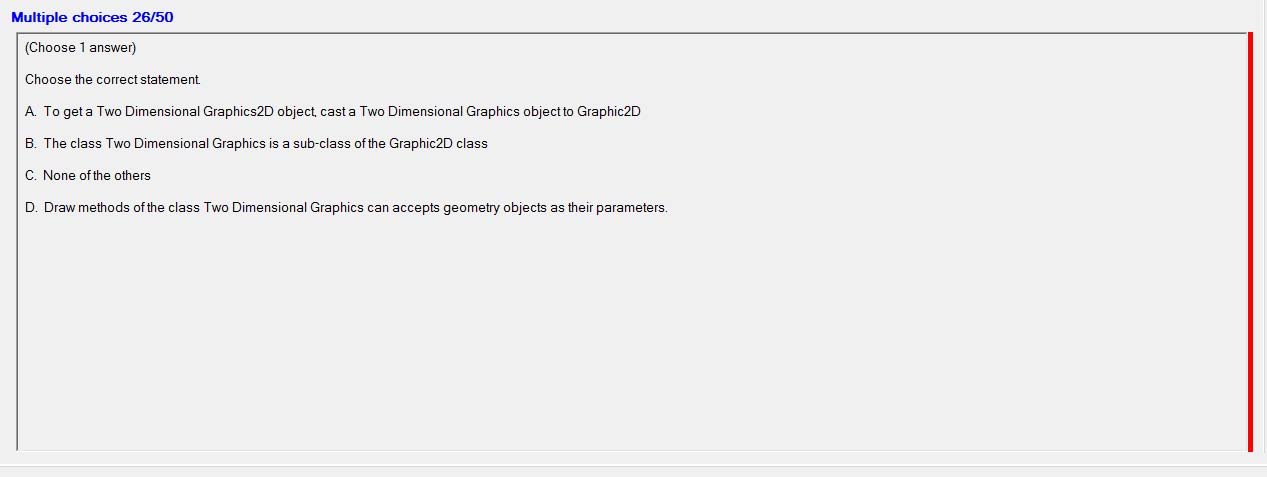 Multiple choices 26/50
(Choose 1 answer)
Choose the correct statement.
A. To get a Two Dimensional Graphics2D object, cast a Two Dimensional Graphics object to Graphic2D
B. The class Two Dimensional Graphics is a sub-class of the Graphic2D class
C. None of the others
D. Draw methods of the class Two Dimensional Graphics can accepts geometry objects as their parameters.